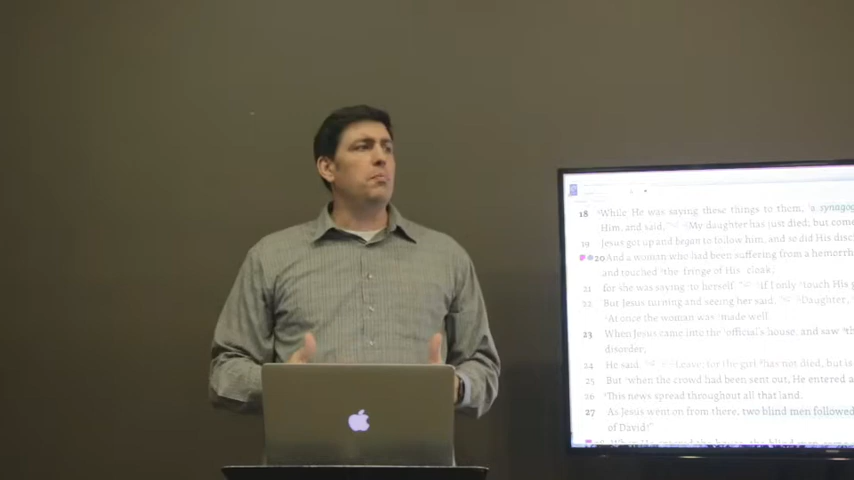 18 While He was saying these things to them, a synagog
Him, and said, My daughter has just died; but come
19 Jesus got up and began to follow him, and so did His disc
20 And a woman who had been suffering from a hemorrh
and touched the fringe of His cloak;
21 for she was saying to herself, If I only touch His g
22 But Jesus turning and seeing her said, Daughter,
At once the woman was made well.
23 When Jesus came into the official's house, and saw th
disorder,
24 He said, Leave; for the girl has not died, but is
25 But when the crowd had been sent out, He entered a
26 This news spread throughout all that land.
27 As Jesus went on from there, two blind men followed
of David!"